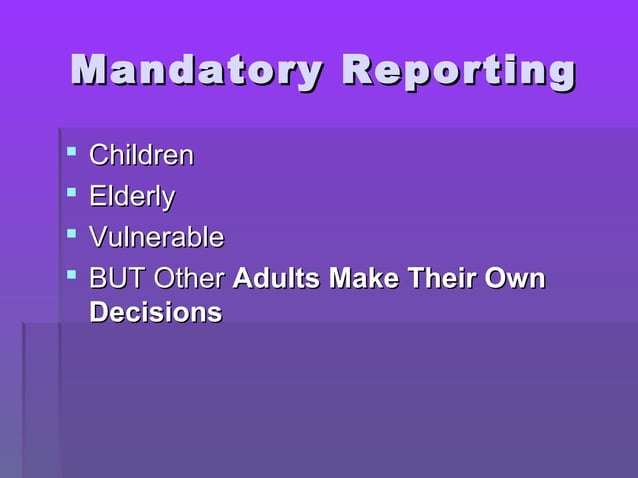 Mandatory Reporting
Children
Elderly
Vulnerable
BUT Other Adults Make Their Own
Decisions